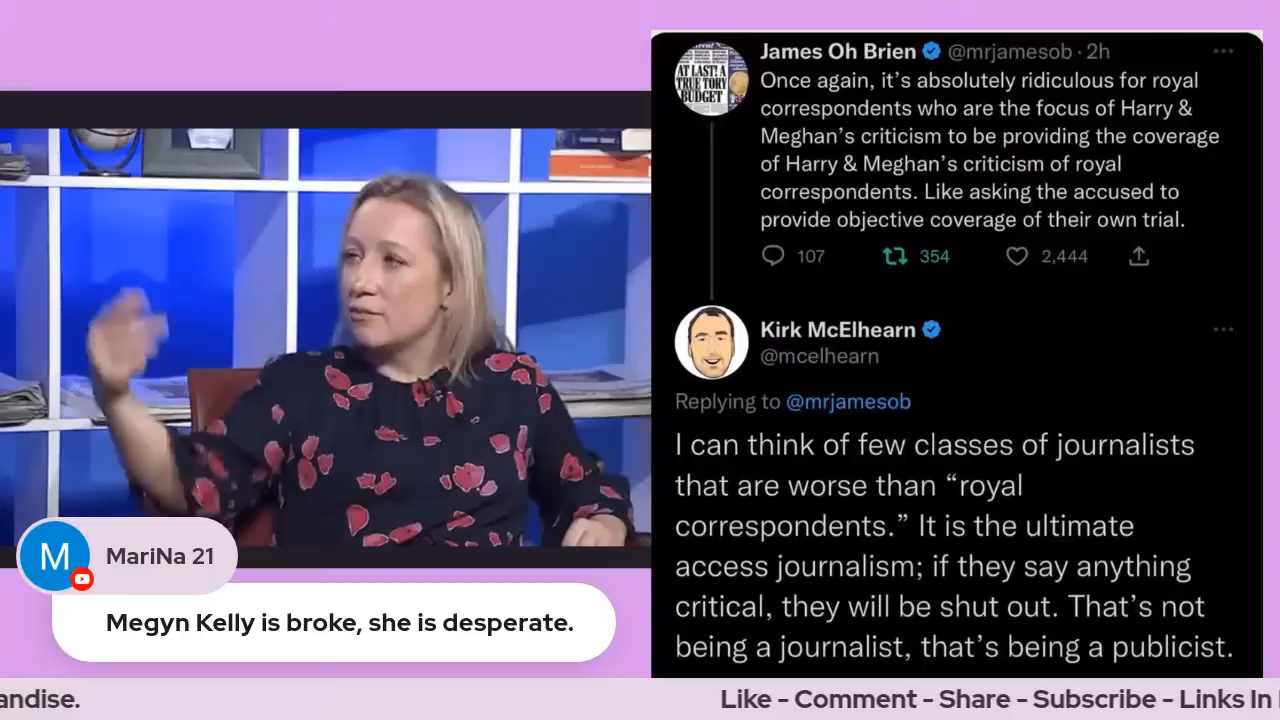 AT LAST! A
TRUE TORY
BUDGET
James Oh Brien @mrjamesob · 2h
Once again, it’s absolutely ridiculous for royal
correspondents who are the focus of Harry &
Meghan’s criticism to be providing the coverage
of Harry & Meghan’s criticism of royal
correspondents. Like asking the accused to
provide objective coverage of their own trial.
107 354 2,444
Kirk McElhearn
@mcelhearn
Replying to @mrjamesob
I can think of few classes of journalists
that are worse than “royal
correspondents.” It is the ultimate
access journalism; if they say anything
critical, they will be shut out. That’s not
being a journalist, that’s being a publicist.
M MariNa 21
Megyn Kelly is broke, she is desperate.
andise. Like - Comment - Share - Subscribe - Links In